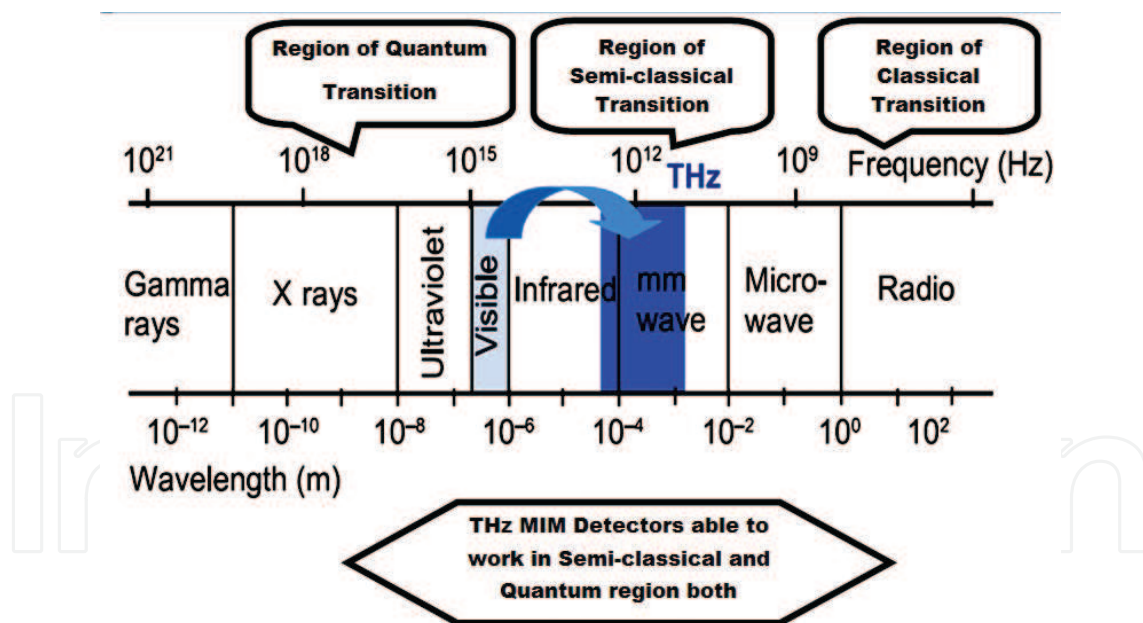 Region of Quantum
Transition
Region of
Semi-classical
Transition
Region of
Classical
Transition
10²¹ 10¹⁸ 10¹⁵ 10¹² 10⁹ Frequency (Hz)
THz
Gamma
rays
X rays
Ultraviolet
Visible
Infrared
mm
wave
Micro-
wave
Radio
10⁻¹² 10⁻¹⁰ 10⁻⁸ 10⁻⁶ 10⁻⁴ 10⁻² 10⁰ 10²
Wavelength (m)
THz MIM Detectors able to
work in Semi-classical and
Quantum region both